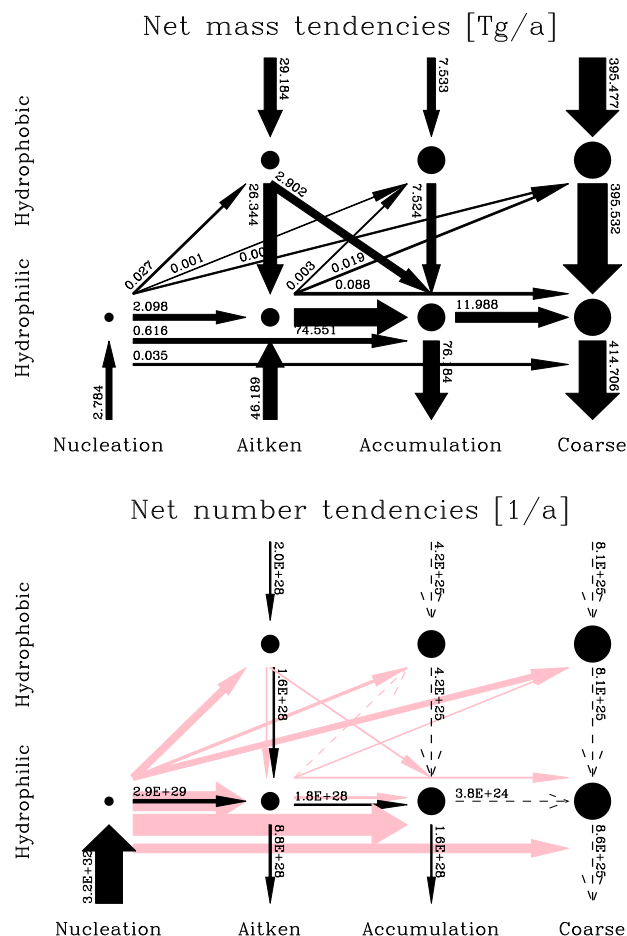 Net mass tendencies [Tg/a]
Hydrophobic
29.184
7.533
395.477
2.902
26.344
7.524
395.532
0.027
0.001
0.00
0.003
0.019
0.088
Hydrophilic
2.098
74.551
11.988
0.616
0.035
2.784
46.189
76.184
414.706
Nucleation
Aitken
Accumulation
Coarse
Net number tendencies [1/a]
Hydrophobic
2.0E+28
4.2E+25
8.1E+25
1.6E+28
4.2E+25
8.1E+25
Hydrophilic
2.9E+29
1.8E+28
3.8E+24
3.2E+32
8.8E+28
1.6E+28
8.6E+25
Nucleation
Aitken
Accumulation
Coarse